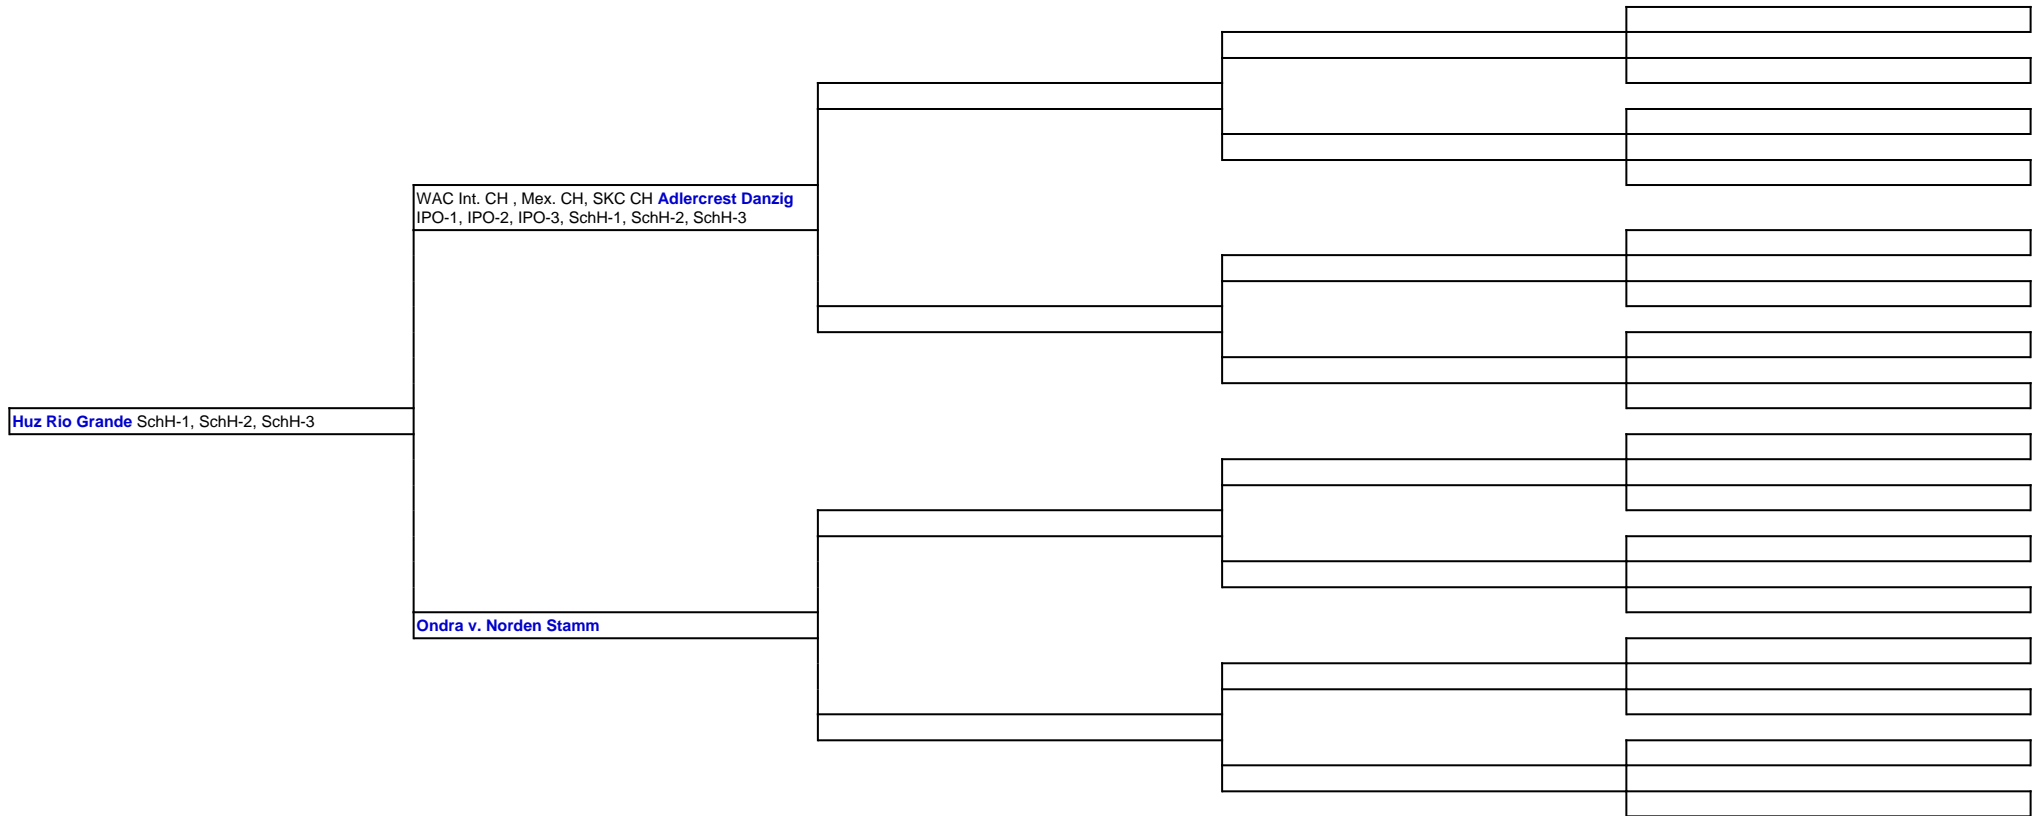 WAC Int. CH , Mex. CH, SKC CH Adlercrest Danzig
IPO-1, IPO-2, IPO-3, SchH-1, SchH-2, SchH-3
Huz Rio Grande SchH-1, SchH-2, SchH-3
Ondra v. Norden Stamm